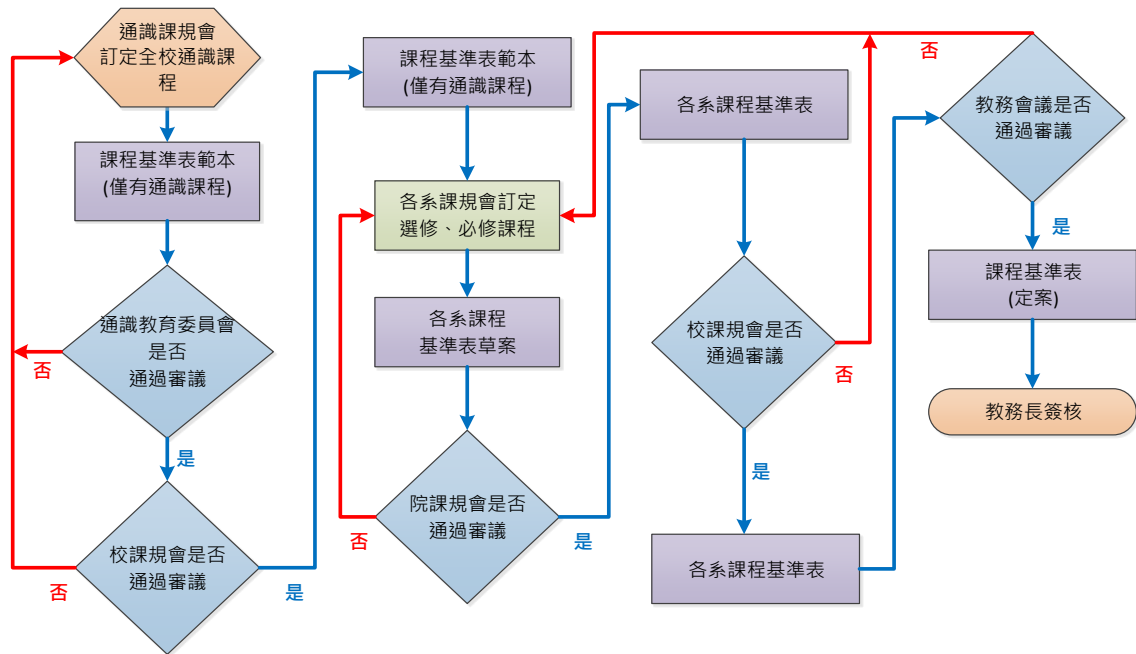 通識課規會
訂定全校通識課
程
課程基準表範本
(僅有通識課程)
通識教育委員會
是否
通過審議
否
是
校課規會是否
通過審議
否
是
課程基準表範本
(僅有通識課程)
各系課規會訂定
選修、必修課程
各系課程
基準表草案
院課規會是否
通過審議
否
是
各系課程基準表
校課規會是否
通過審議
否
是
各系課程基準表
教務會議是否
通過審議
否
是
課程基準表
(定案)
教務長簽核